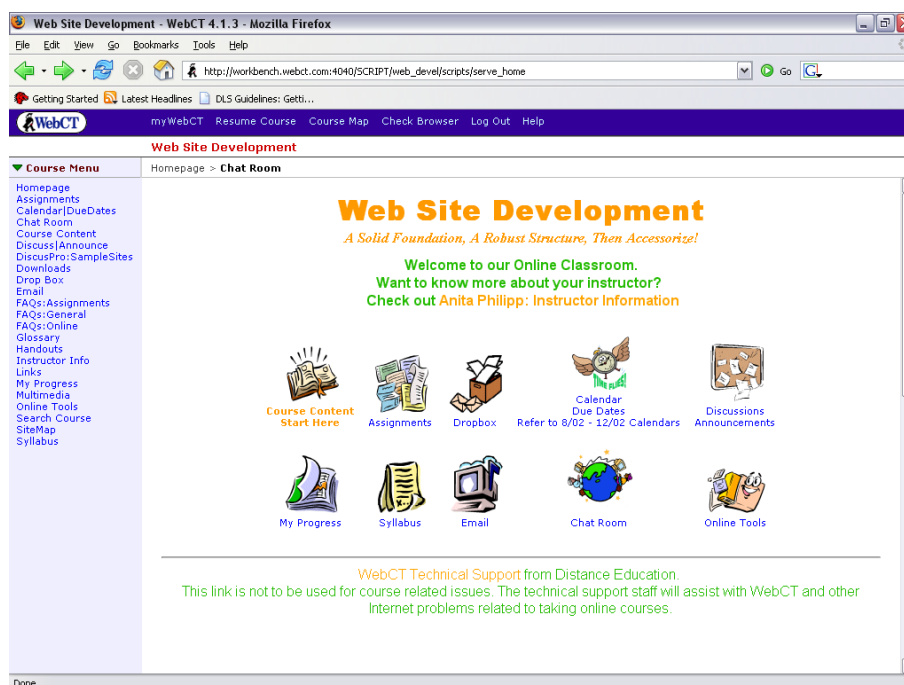 Web Site Development - WebCT 4.1.3 - Mozilla Firefox
File Edit View Go Bookmarks Tools Help
http://workbench.webct.com:4040/SCRIPT/web_devel/scripts/serve_home
Go
G
Getting Started Latest Headlines DLS Guidelines: Getti...
WebCT
myWebCT Resume Course Course Map Check Browser Log Out Help
Web Site Development
Course Menu
Homepage > Chat Room
Homepage
Assignments
Calendar|DueDates
Chat Room
Course Content
Discuss|Announce
DiscusPro:SampleSites
Downloads
Drop Box
Email
FAQs:Assignments
FAQs:General
FAQs:Online
Glossary
Handouts
Instructor Info
Links
My Progress
Multimedia
Online Tools
Search Course
SiteMap
Syllabus
Web Site Development
A Solid Foundation, A Robust Structure, Then Accessorize!
Welcome to our Online Classroom.
Want to know more about your instructor?
Check out Anita Philipp: Instructor Information
TIME FLIES!
Course Content
Start Here
Assignments
Dropbox
Calendar
Due Dates
Refer to 8/02 - 12/02 Calendars
Discussions
Announcements
My Progress
Syllabus
Email
Chat Room
Online Tools
WebCT Technical Support from Distance Education.
This link is not to be used for course related issues. The technical support staff will assist with WebCT and other
Internet problems related to taking online courses.
Done